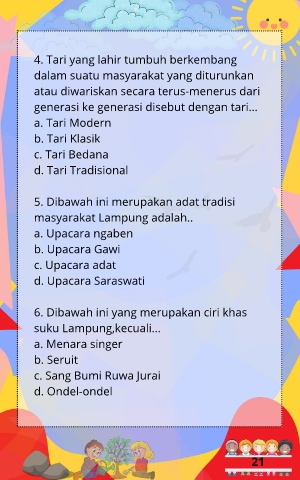 4. Tari yang lahir tumbuh berkembang
dalam suatu masyarakat yang diturunkan
atau diwariskan secara terus-menerus dari
generasi ke generasi disebut dengan tari...
a. Tari Modern
b. Tari Klasik
c. Tari Bedana
d. Tari Tradisional
5. Dibawah ini merupakan adat tradisi
masyarakat Lampung adalah..
a. Upacara ngaben
b. Upacara Gawi
c. Upacara adat
d. Upacara Saraswati
6. Dibawah ini yang merupakan ciri khas
suku Lampung,kecuali...
a. Menara singer
b. Seruit
c. Sang Bumi Ruwa Jurai
d. Ondel-ondel
21